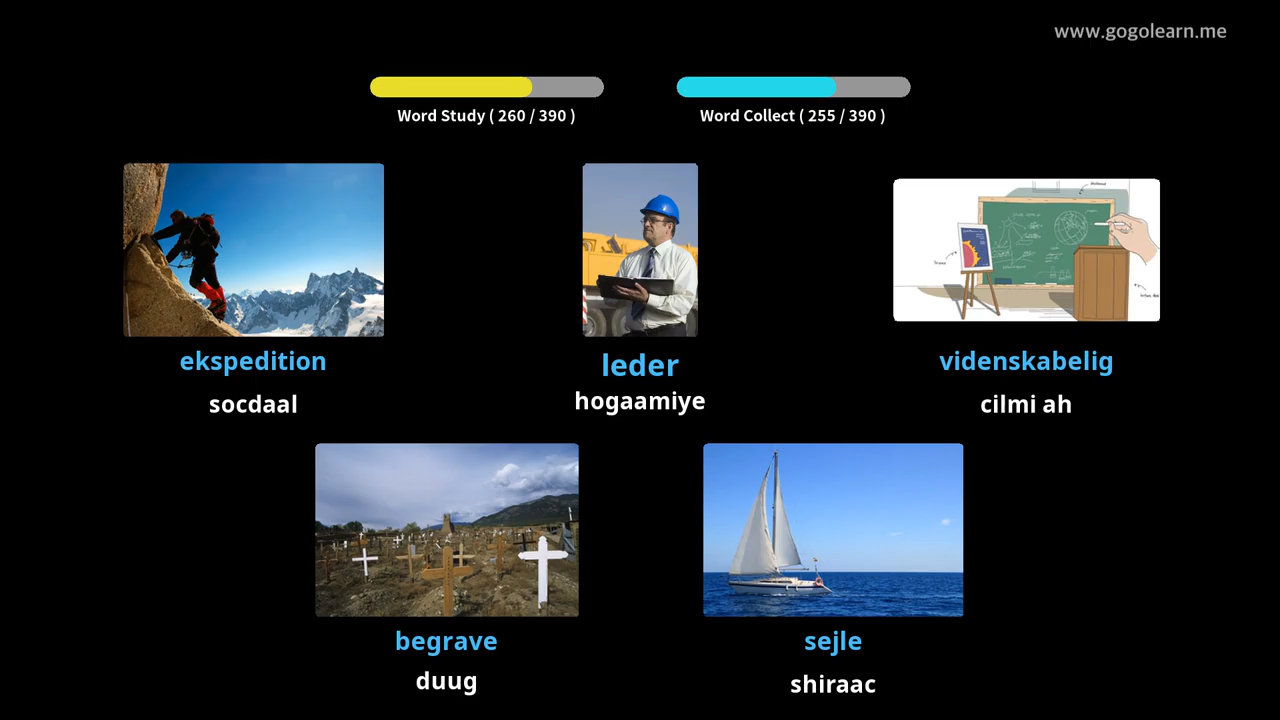 www.gogolearn.me
Word Study ( 260 / 390 )
Word Collect ( 255 / 390 )
ekspedition
leder
videnskabelig
socdaal
hogaamiye
cilmi ah
begrave
sejle
duug
shiraac